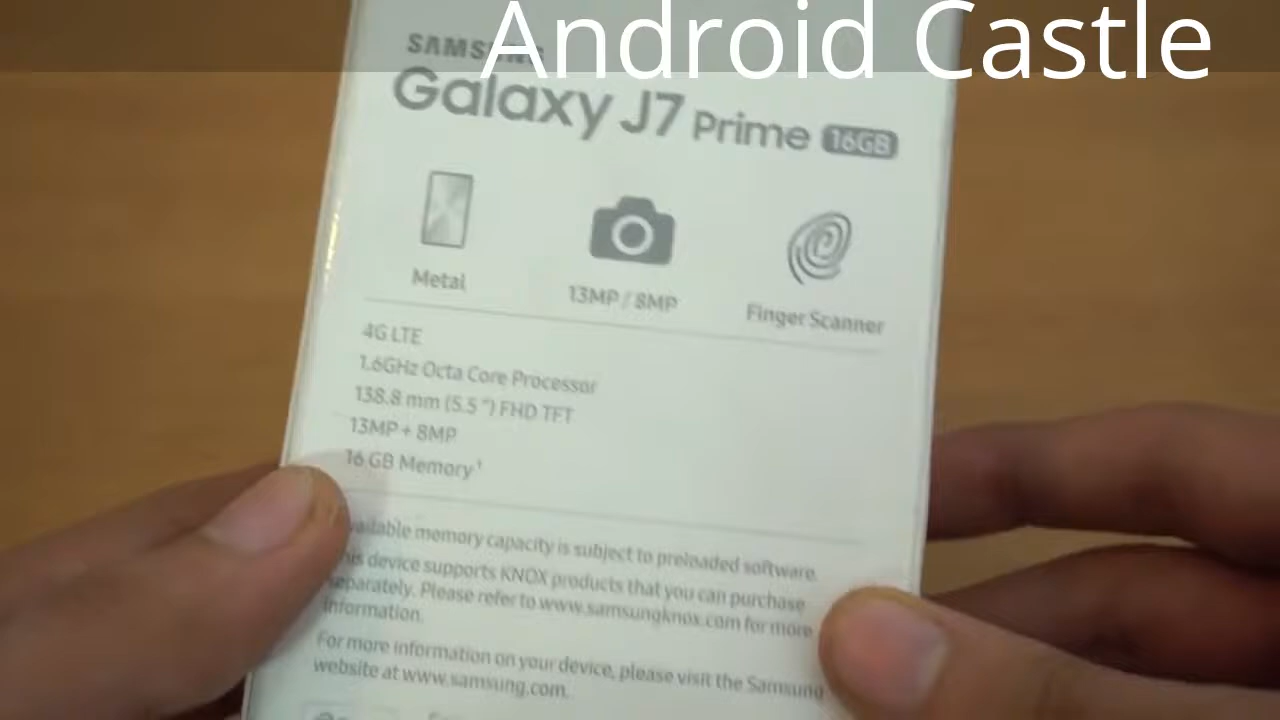 Android Castle
SAMSUNG
Galaxy J7 Prime 16GB
Metal
13MP / 8MP
Finger Scanner
4G LTE
1.6GHz Octa Core Processor
138.8 mm (5.5 ") FHD TFT
13MP + 8MP
16 GB Memory¹
memory capacity is subject to preloaded software.
device supports KNOX products that you can purchase
separately. Please refer to www.samsungknox.com for more
information.
For more information on your device, please visit the Samsung
website at www.samsung.com.